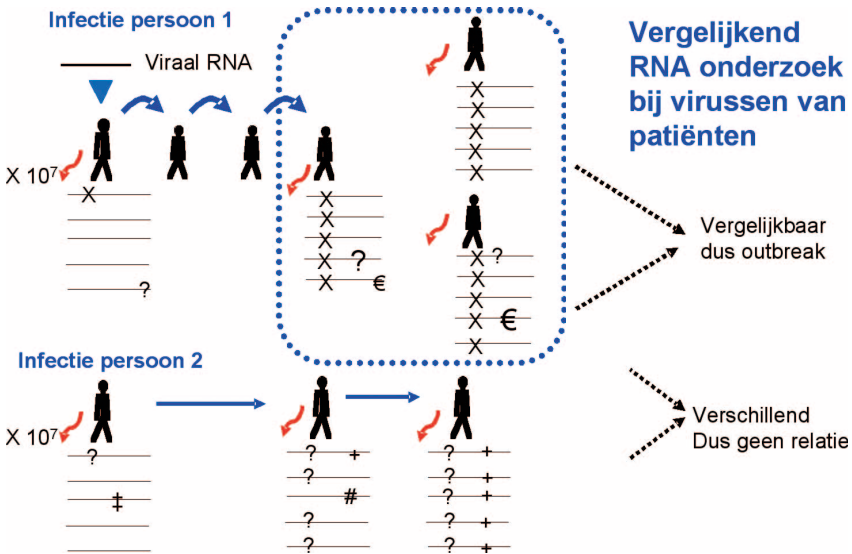 Infectie persoon 1
Viraal RNA
Vergelijkend
RNA onderzoek
bij virussen van
patiënten
X 10⁷
X
?
X
X
X
X ?
X €
X
X
X
X
X
X ?
X
X
X €
X
Vergelijkbaar
dus outbreak
Infectie persoon 2
X 10⁷
?
‡
? +
?
#
?
?
? +
? +
? +
? +
? +
Verschillend
Dus geen relatie